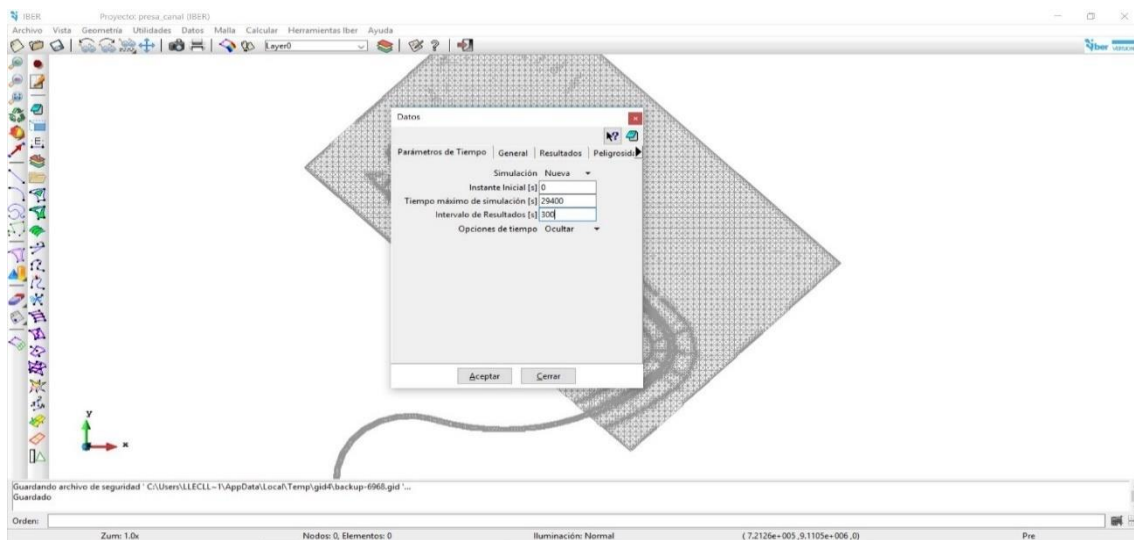 IBER Proyecto: presa_canal (IBER)
Archivo Vista Geometría Utilidades Datos Malla Calcular Herramientas Iber Ayuda
Layer0
Iber
Datos
Parámetros de Tiempo General Resultados Peligrosid
Simulación Nueva
Instante Inicial [s] 0
Tiempo máximo de simulación [s] 29400
Intervalo de Resultados [s] 300
Opciones de tiempo Ocultar
Aceptar Cerrar
y
x
Guardando archivo de seguridad ' C:\Users\LLECLL~1\AppData\Local\Temp\gid4\backup-6968.gid '...
Guardado
Orden:
Zum: 1.0x Nodos: 0, Elementos: 0 Iluminación: Normal ( 7.2126e+005 ,9.1105e+006 ,0) Pre